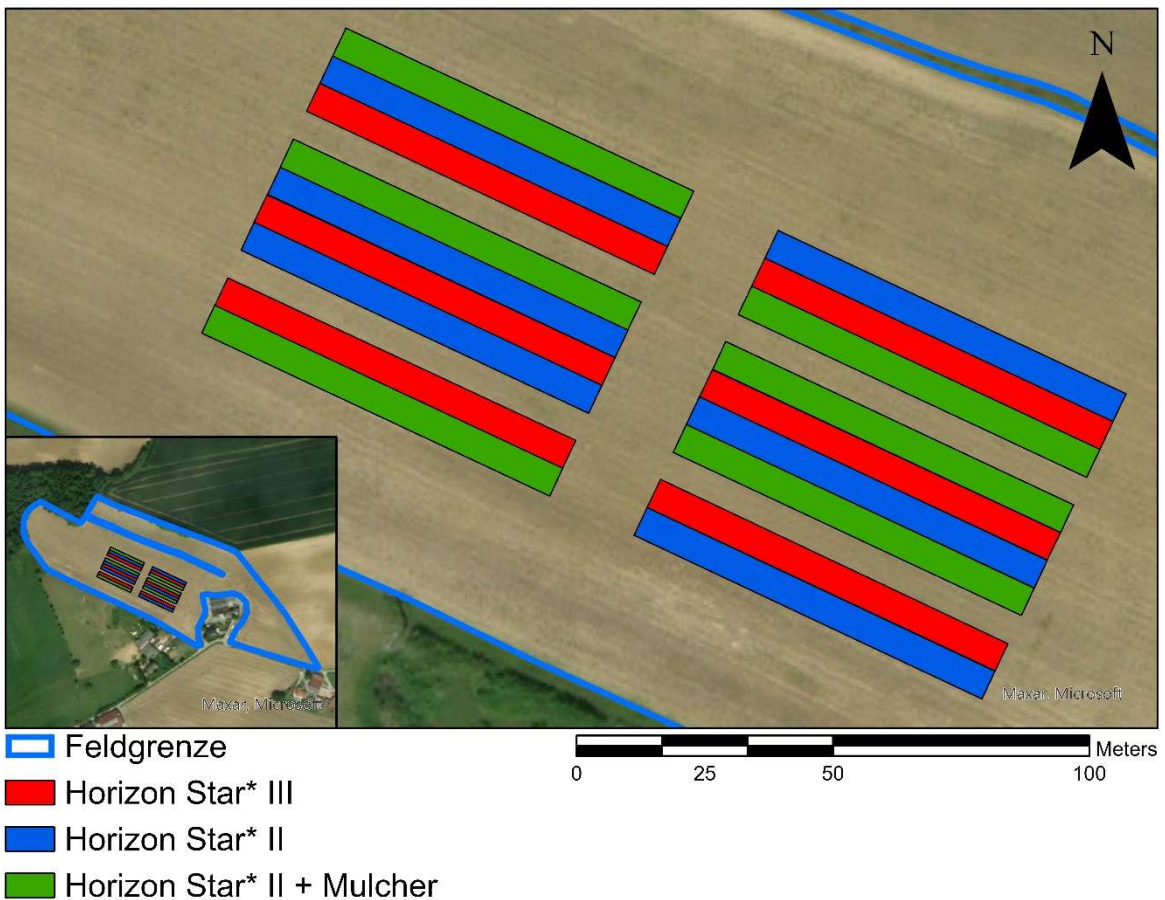 N
Maxar, Microsoft
Maxar, Microsoft
Feldgrenze
Meters
0 25 50 100
Horizon Star* III
Horizon Star* II
Horizon Star* II + Mulcher